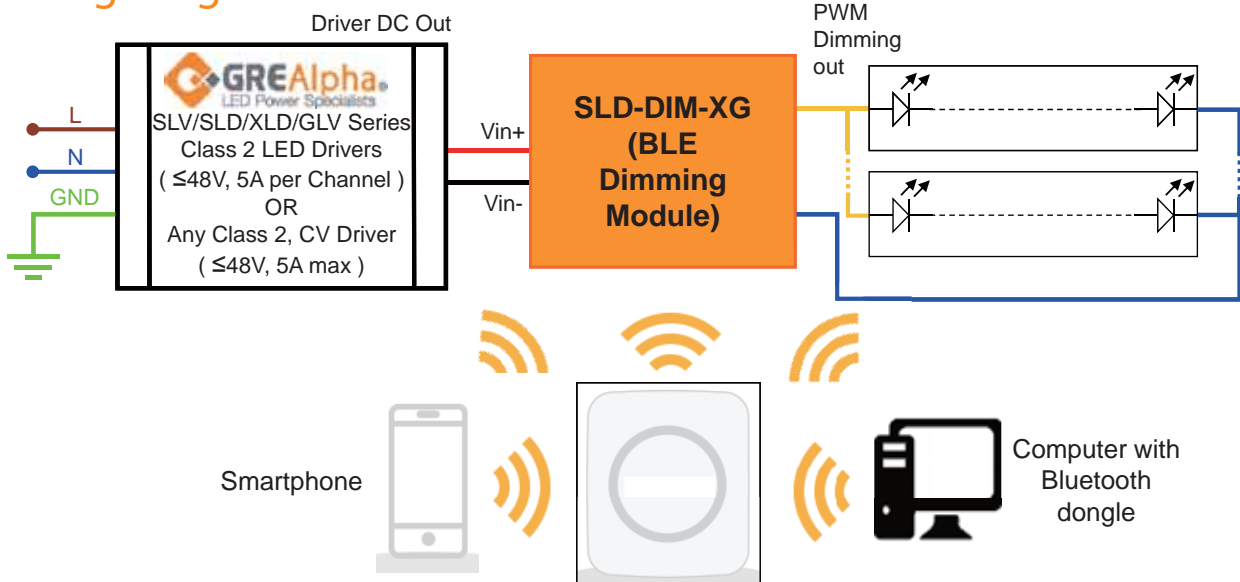 Driver DC Out
PWM
Dimming
out
GREAlpha®
LED Power Specialists
SLV/SLD/XLD/GLV Series
Class 2 LED Drivers
( ≤48V, 5A per Channel )
OR
Any Class 2, CV Driver
( ≤48V, 5A max )
L
N
GND
Vin+
Vin-
SLD-DIM-XG
(BLE
Dimming
Module)
Smartphone
Computer with
Bluetooth
dongle